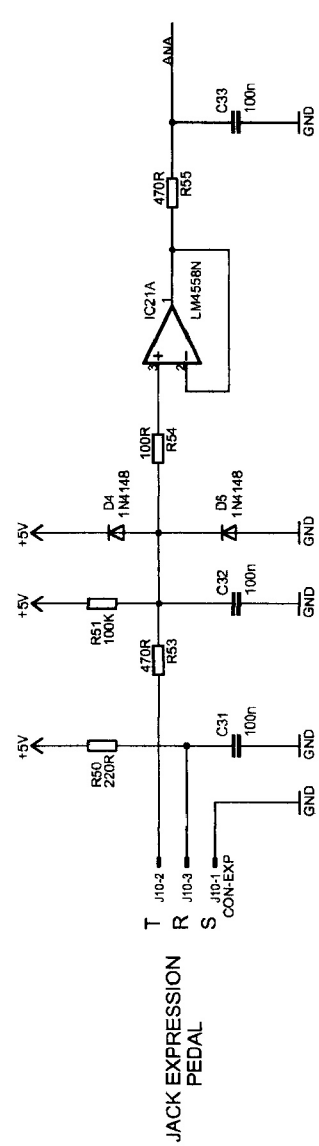 JACK EXPRESSION
PEDAL
T
R
S
J10-2
J10-3
J10-1
CON-EXP
+5V
R50
220R
C31
100n
GND
GND
470R
R53
+5V
R51
100K
C32
100n
GND
+5V
D4
1N4148
D5
1N4148
GND
100R
R54
IC21A
3
+
2
-
1
LM4558N
470R
R55
ANA
C33
100n
GND